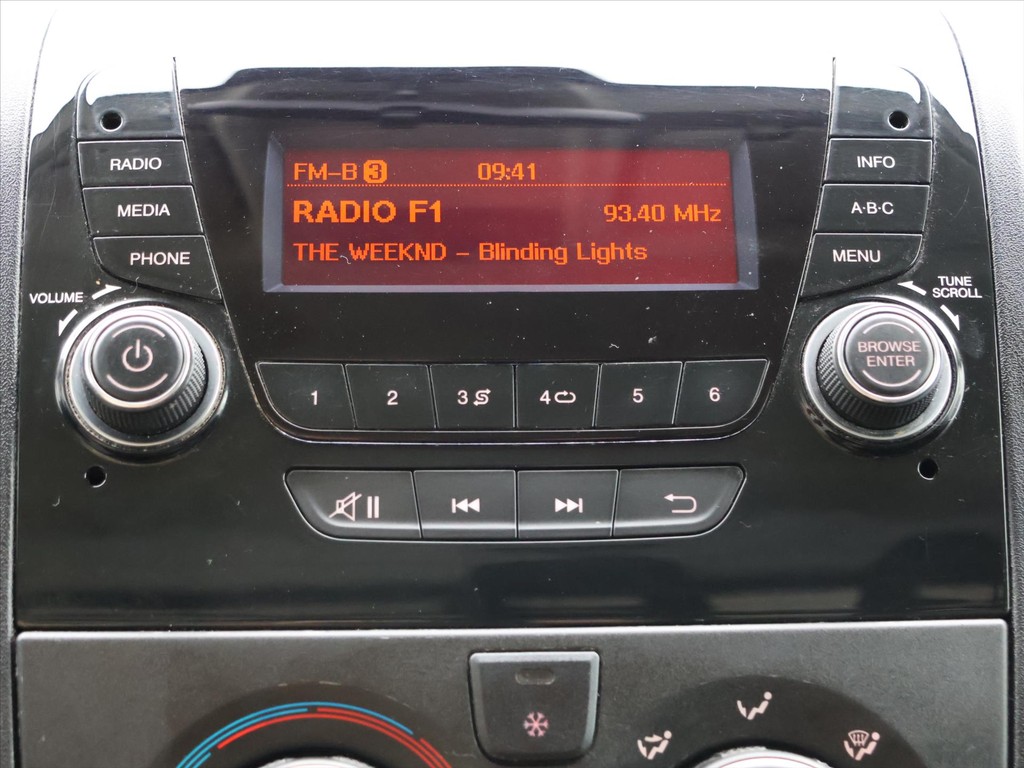 FM-B 3 09:41
RADIO F1 93.40 MHz
THE WEEKND - Blinding Lights
RADIO
MEDIA
PHONE
INFO
A·B·C
MENU
VOLUME
TUNE
SCROLL
BROWSE
ENTER
1 2 3 4 5 6